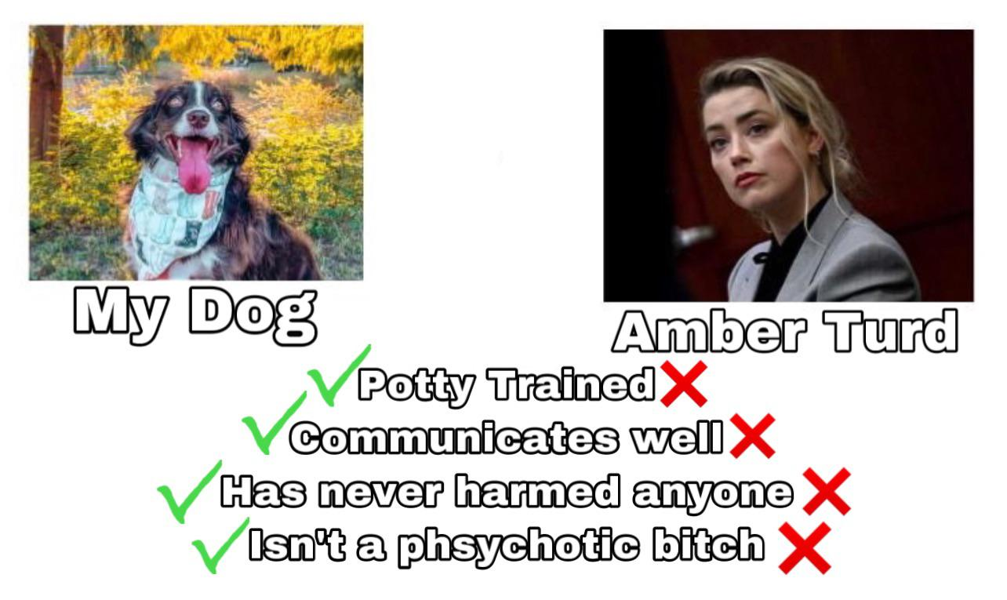 My Dog
Amber Turd
Potty Trained
Communicates well
Has never harmed anyone
Isn't a phsychotic bitch